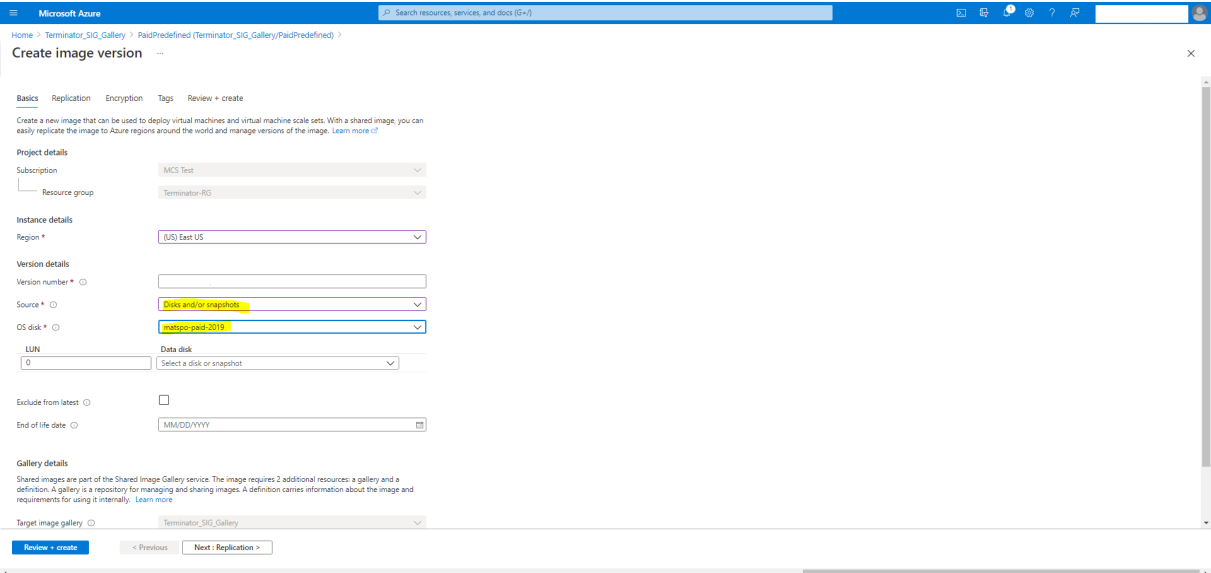 Microsoft Azure
Search resources, services, and docs (G+/)
1
Home > Terminator_SIG_Gallery > PaidPredefined (Terminator_SIG_Gallery/PaidPredefined) >
Create image version ...
Basics Replication Encryption Tags Review + create
Create a new image that can be used to deploy virtual machines and virtual machine scale sets. With a shared image, you can
easily replicate the image to Azure regions around the world and manage versions of the image. Learn more
Project details
Subscription MCS Test
Resource group Terminator-RG
Instance details
Region * (US) East US
Version details
Version number *
Source * Disks and/or snapshots
OS disk * matspo-paid-2019
LUN Data disk
0 Select a disk or snapshot
Exclude from latest
End of life date MM/DD/YYYY
Gallery details
Shared images are part of the Shared Image Gallery service. The image requires 2 additional resources: a gallery and a
definition. A gallery is a repository for managing and sharing images. A definition carries information about the image and
requirements for using it internally. Learn more
Target image gallery Terminator_SIG_Gallery
Review + create < Previous Next : Replication >